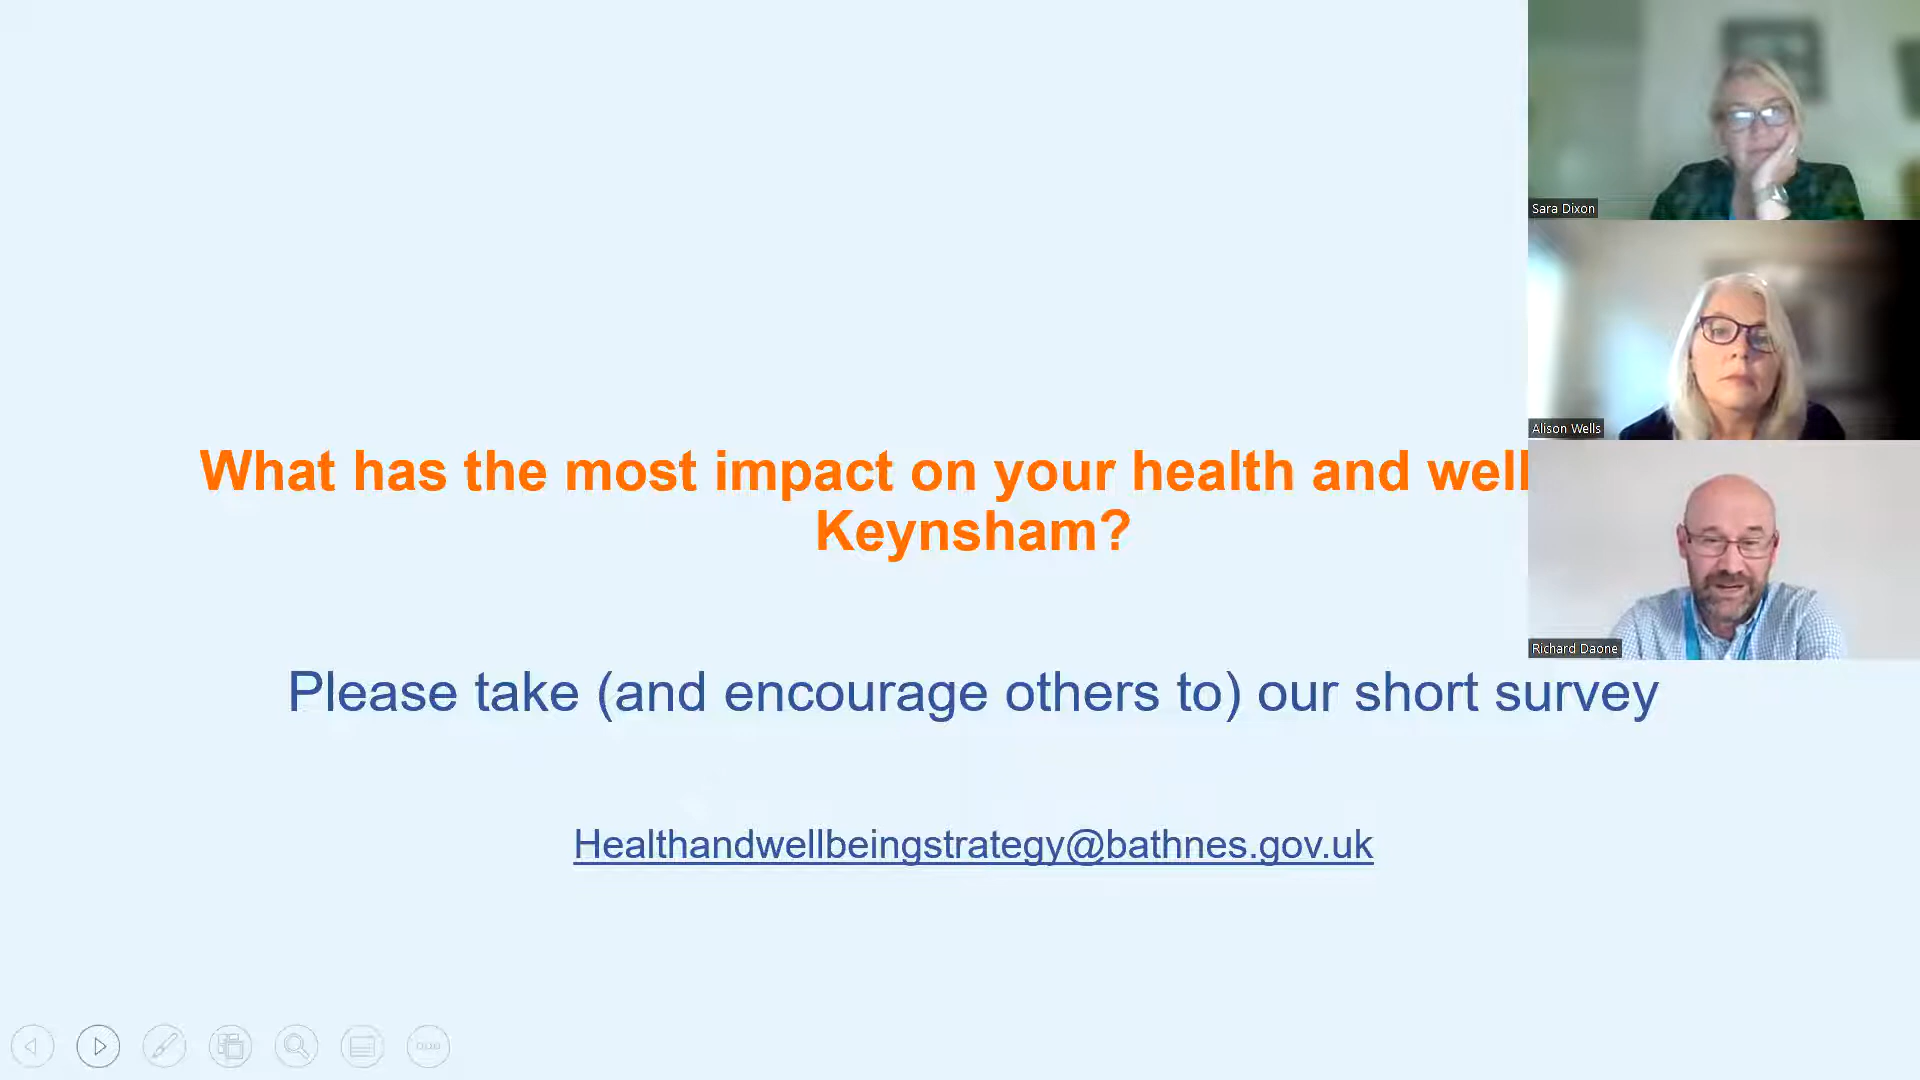 What has the most impact on your health and well
Keynsham?
Please take (and encourage others to) our short survey
Healthandwellbeingstrategy@bathnes.gov.uk
Sara Dixon
Alison Wells
Richard Daone